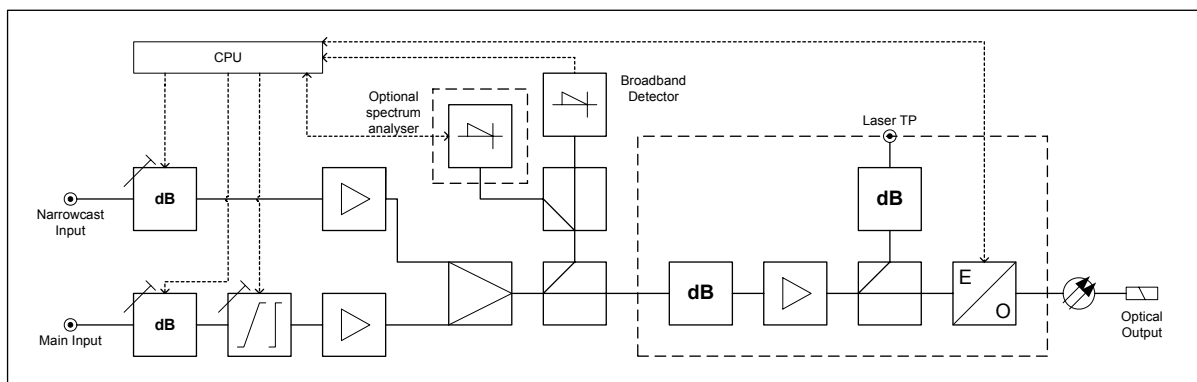 CPU
Optional
spectrum
analyser
Broadband
Detector
Laser TP
dB
Narrowcast
Input
dB
dB
dB
E
O
Main Input
Optical
Output